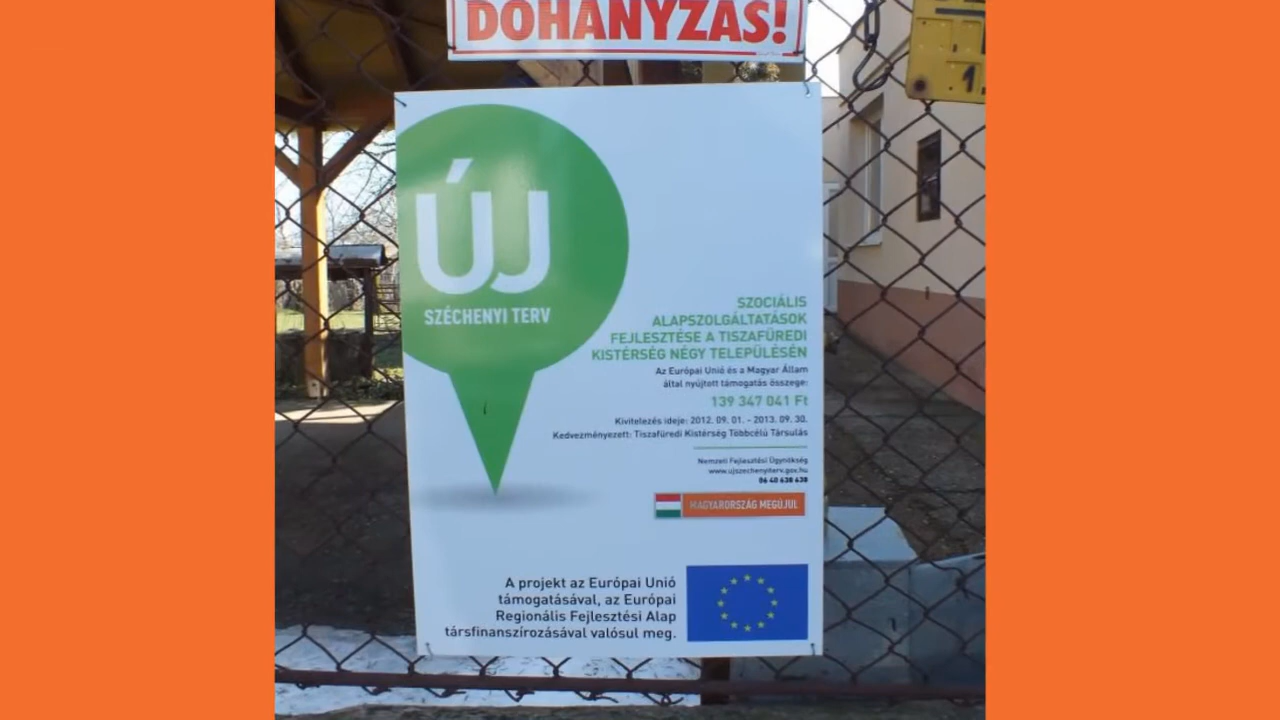 DOHÁNYZÁS!
1.
ÚJ
SZÉCHENYI TERV
SZOCIÁLIS
ALAPSZOLGÁLTATÁSOK
FEJLESZTÉSE A TISZAFÜREDI
KISTÉRSÉG NÉGY TELEPÜLÉSÉN
Az Európai Unió és a Magyar Állam
által nyújtott támogatás összege:
139 347 041 Ft
Kivitelezés ideje: 2012. 09. 01. - 2013. 09. 30.
Kedvezményezett: Tiszafüredi Kistérség Többcélú Társulás
Nemzeti Fejlesztési Ügynökség
www.ujszechenyiterv.gov.hu
06 40 638 638
MAGYARORSZÁG MEGÚJUL
A projekt az Európai Unió
támogatásával, az Európai
Regionális Fejlesztési Alap
társfinanszírozásával valósul meg.